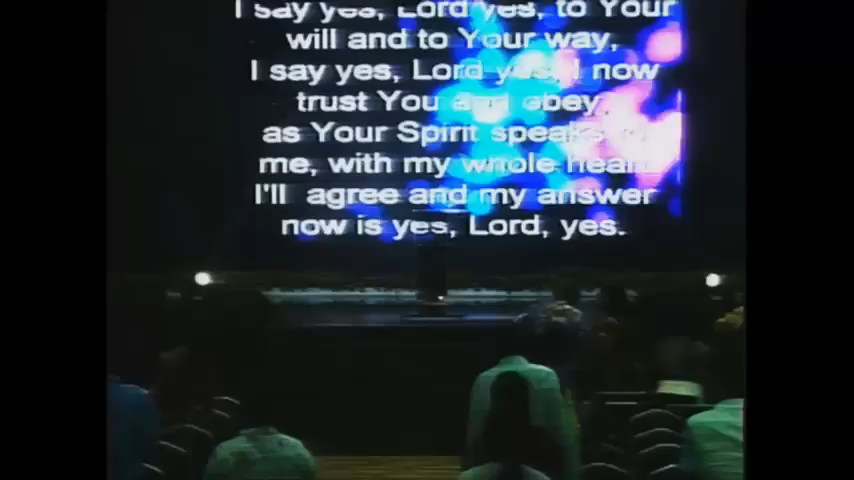 I say yes, Lord yes, to Your
will and to Your way,
I say yes, Lord yes, I now
trust You and obey,
as Your Spirit speaks to
me, with my whole heart
I'll agree and my answer
now is yes, Lord, yes.